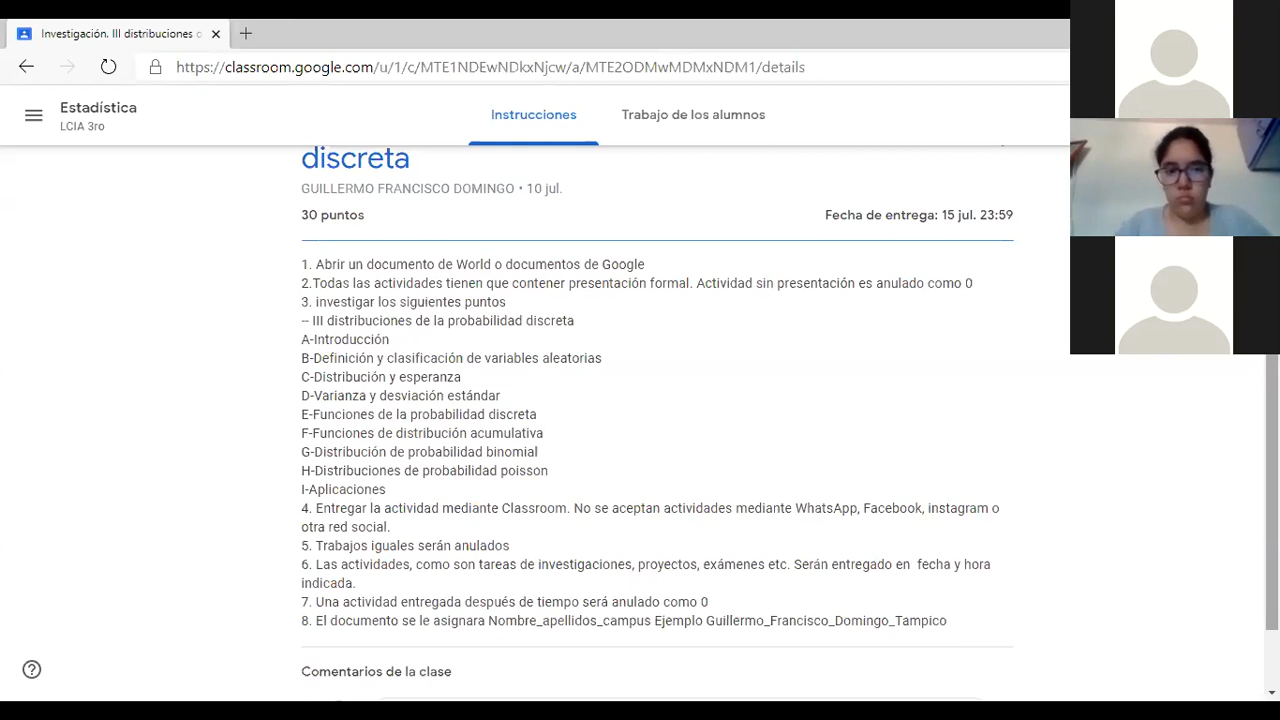 Investigación. III distribuciones
https://classroom.google.com/u/1/c/MTE1NDEwNDkxNjcw/a/MTE2ODMwMDMxNDM1/details
Estadística
LCIA 3ro
Instrucciones
Trabajo de los alumnos
discreta
GUILLERMO FRANCISCO DOMINGO • 10 jul.
30 puntos
Fecha de entrega: 15 jul. 23:59
1. Abrir un documento de World o documentos de Google
2.Todas las actividades tienen que contener presentación formal. Actividad sin presentación es anulado como 0
3. investigar los siguientes puntos
-- III distribuciones de la probabilidad discreta
A-Introducción
B-Definición y clasificación de variables aleatorias
C-Distribución y esperanza
D-Varianza y desviación estándar
E-Funciones de la probabilidad discreta
F-Funciones de distribución acumulativa
G-Distribución de probabilidad binomial
H-Distribuciones de probabilidad poisson
I-Aplicaciones
4. Entregar la actividad mediante Classroom. No se aceptan actividades mediante WhatsApp, Facebook, instagram o
otra red social.
5. Trabajos iguales serán anulados
6. Las actividades, como son tareas de investigaciones, proyectos, exámenes etc. Serán entregado en  fecha y hora
indicada.
7. Una actividad entregada después de tiempo será anulado como 0
8. El documento se le asignara Nombre_apellidos_campus Ejemplo Guillermo_Francisco_Domingo_Tampico
Comentarios de la clase